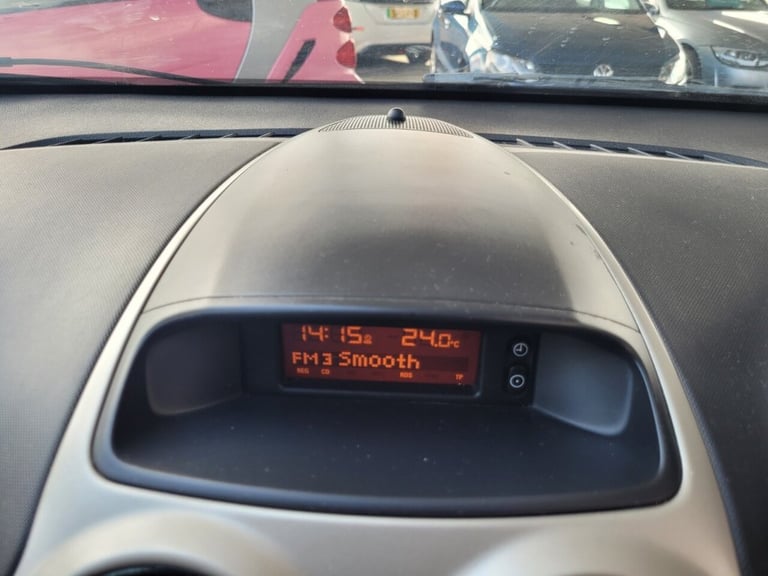 14:15 24.0°C
FM3 Smooth
REG CD RDS TP